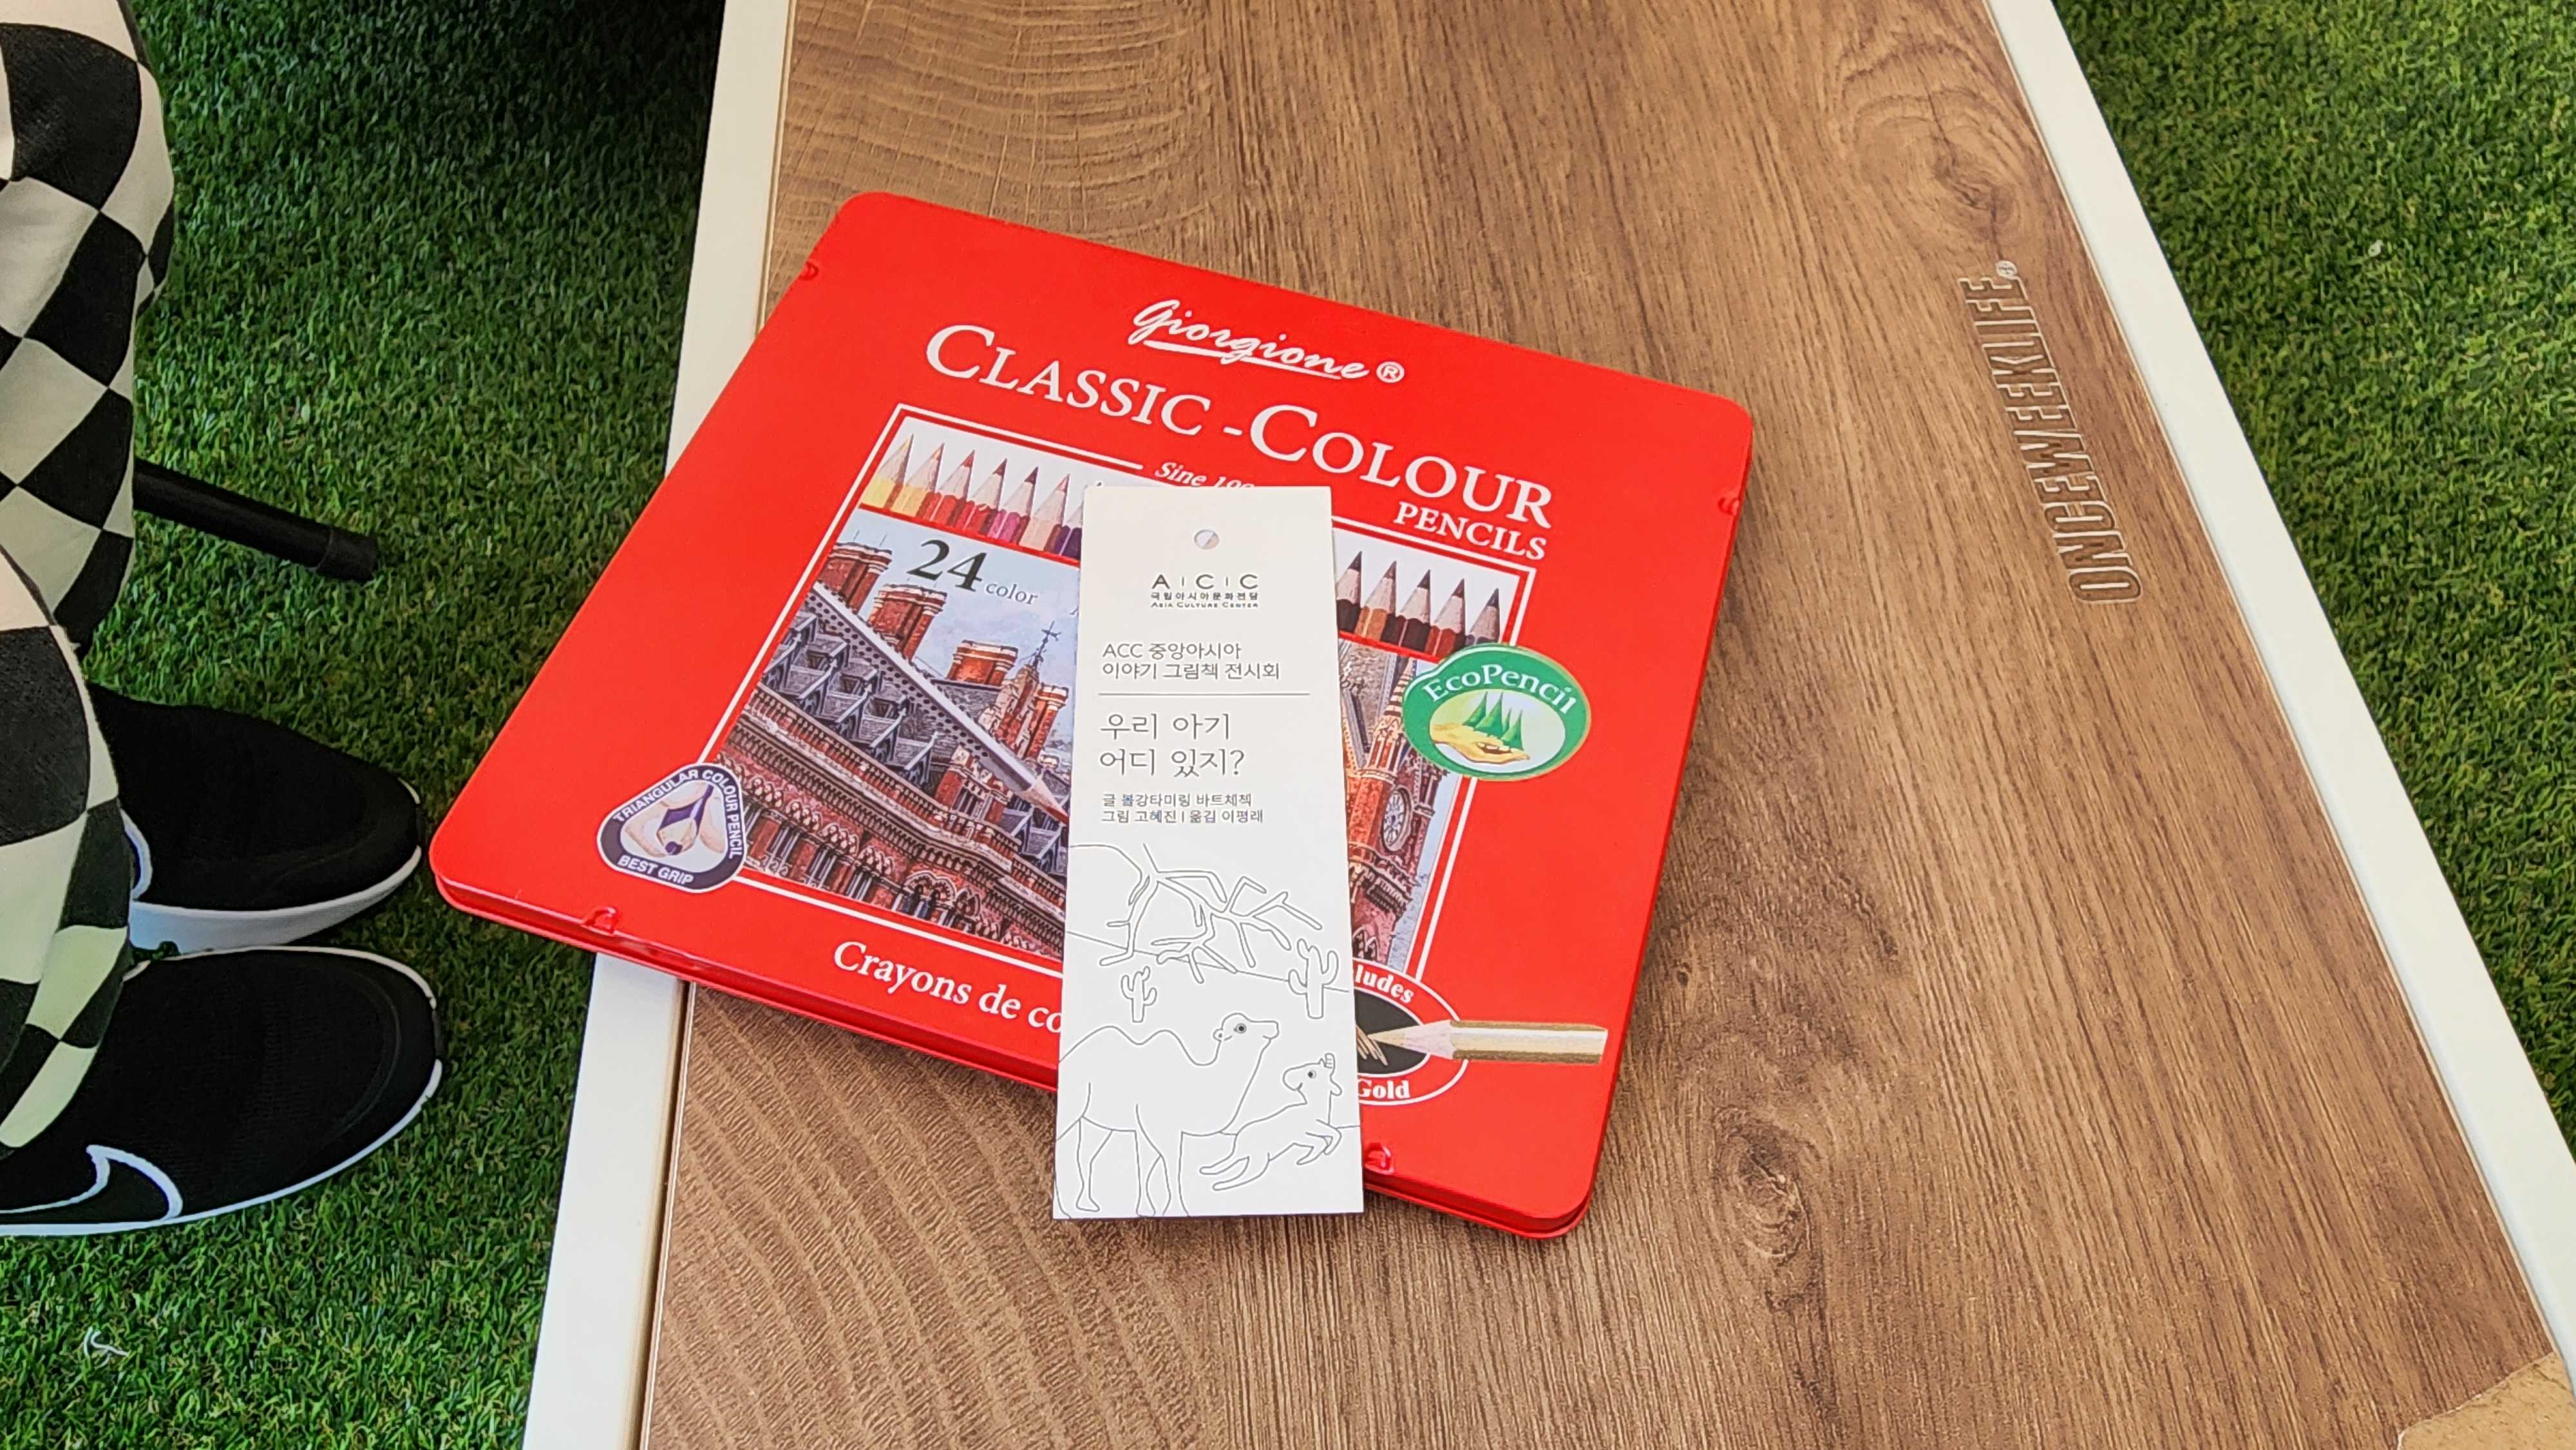 Giorgione®
CLASSIC-COLOUR
PENCILS
Sine
24 color
EcoPencil
TRIANGULAR COLOUR PENCIL
BEST GRIP
Crayons de
Gold
A|C|C
국립아시아문화전당
ASIA CULTURE CENTER
ACC 중앙아시아
이야기 그림책 전시회
우리 아기
어디 있지?
글 볼강타미링 바트체첵
그림 고혜진 | 옮김 이평래
ONCEWEEKLIFE®